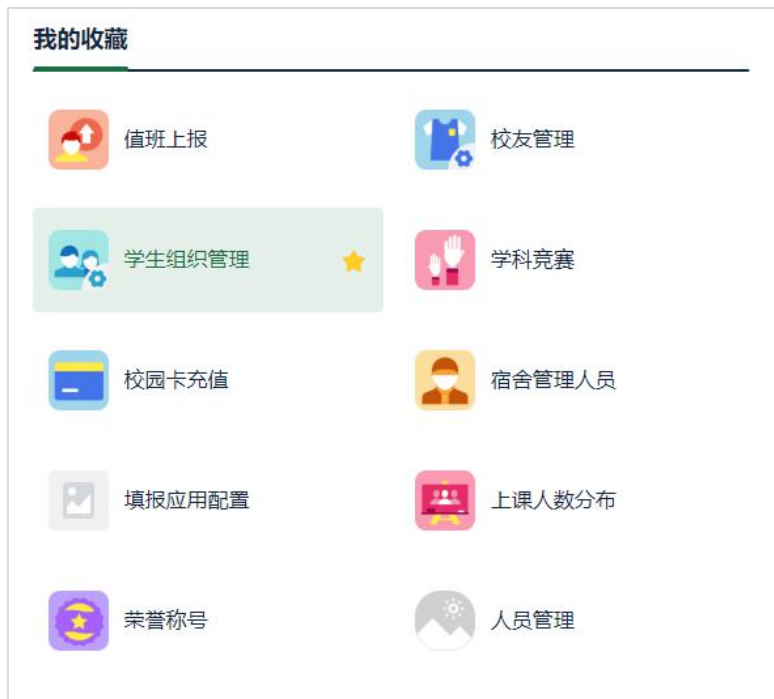 我的收藏
值班上报
校友管理
学生组织管理
学科竞赛
校园卡充值
宿舍管理人员
填报应用配置
上课人数分布
荣誉称号
人员管理